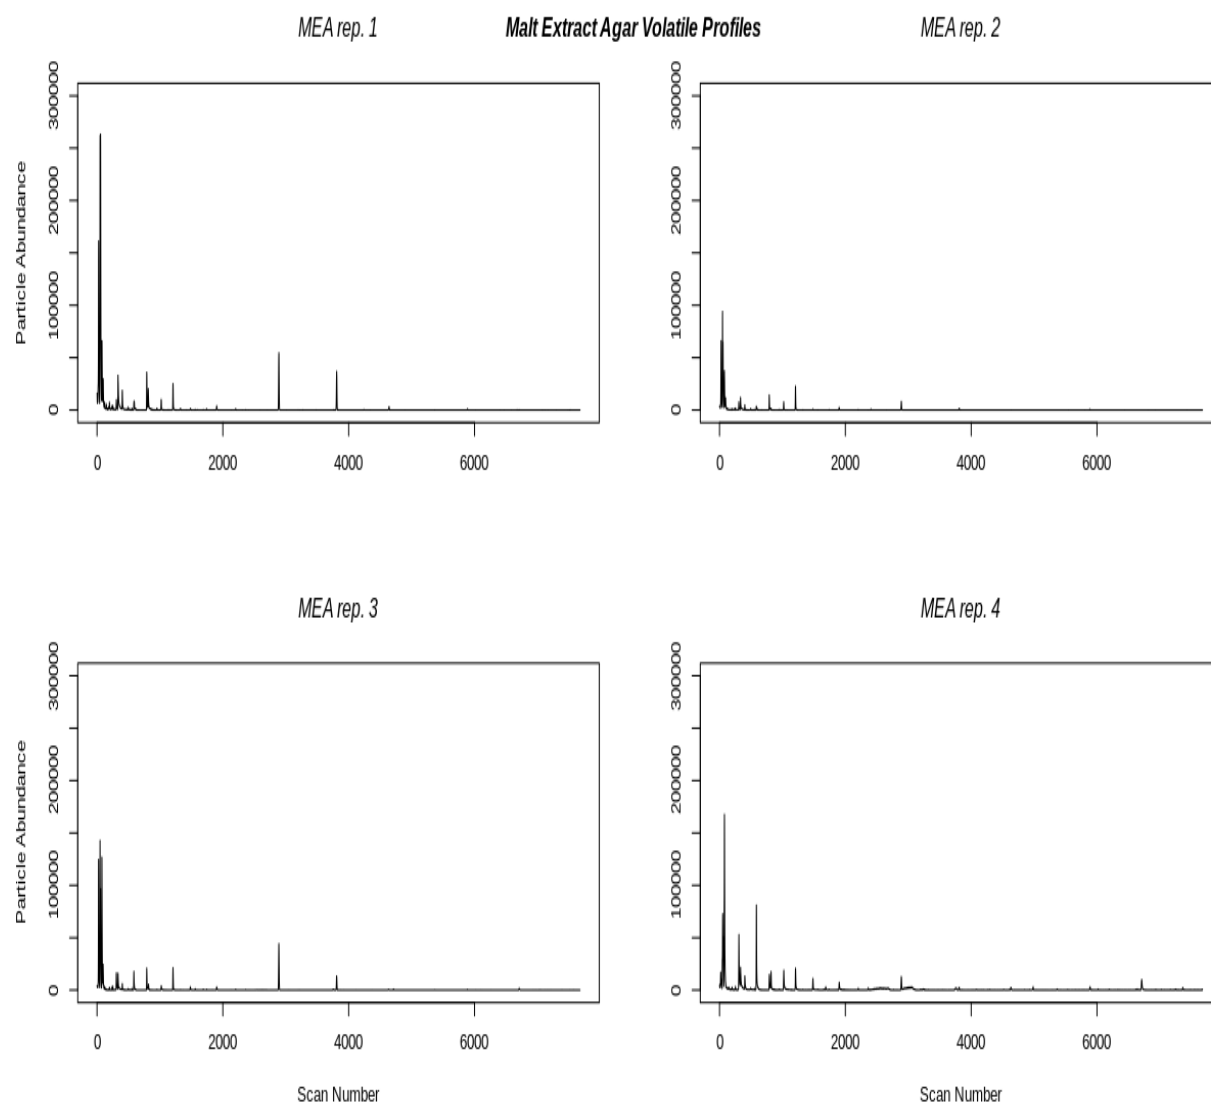 MEA rep. 1
Malt Extract Agar Volatile Profiles
MEA rep. 2
Particle Abundance
300000
200000
100000
0
0 2000 4000 6000
300000
200000
100000
0
0 2000 4000 6000
MEA rep. 3
MEA rep. 4
Particle Abundance
300000
200000
100000
0
0 2000 4000 6000
Scan Number
300000
200000
100000
0
0 2000 4000 6000
Scan Number